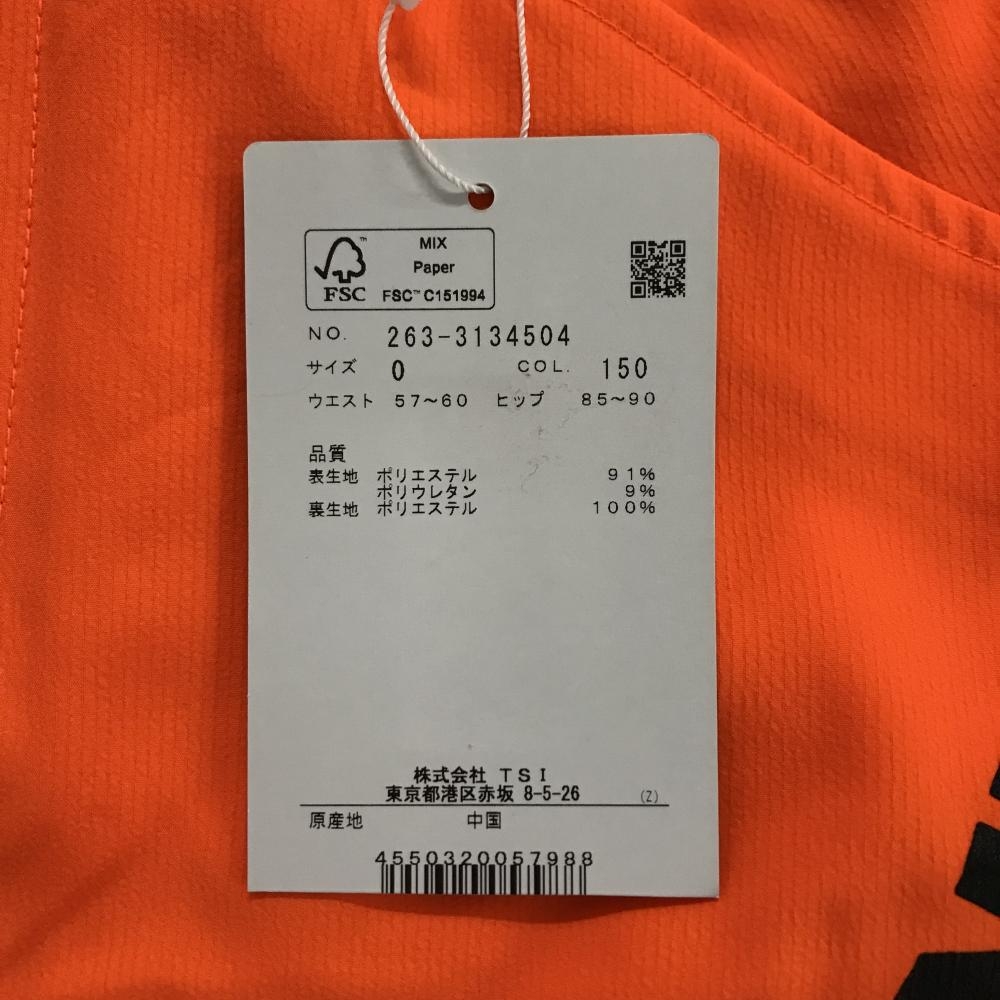 MIX
Paper
FSC™ FSC™ C151994
NO. 263-3134504
サイズ 0 COL. 150
ウエスト 57～60 ヒップ 85～90
品質
表生地 ポリエステル 91%
ポリウレタン 9%
裏生地 ポリエステル 100%
株式会社 TSI
東京都港区赤坂 8-5-26 (Z)
原産地 中国
4550320057988